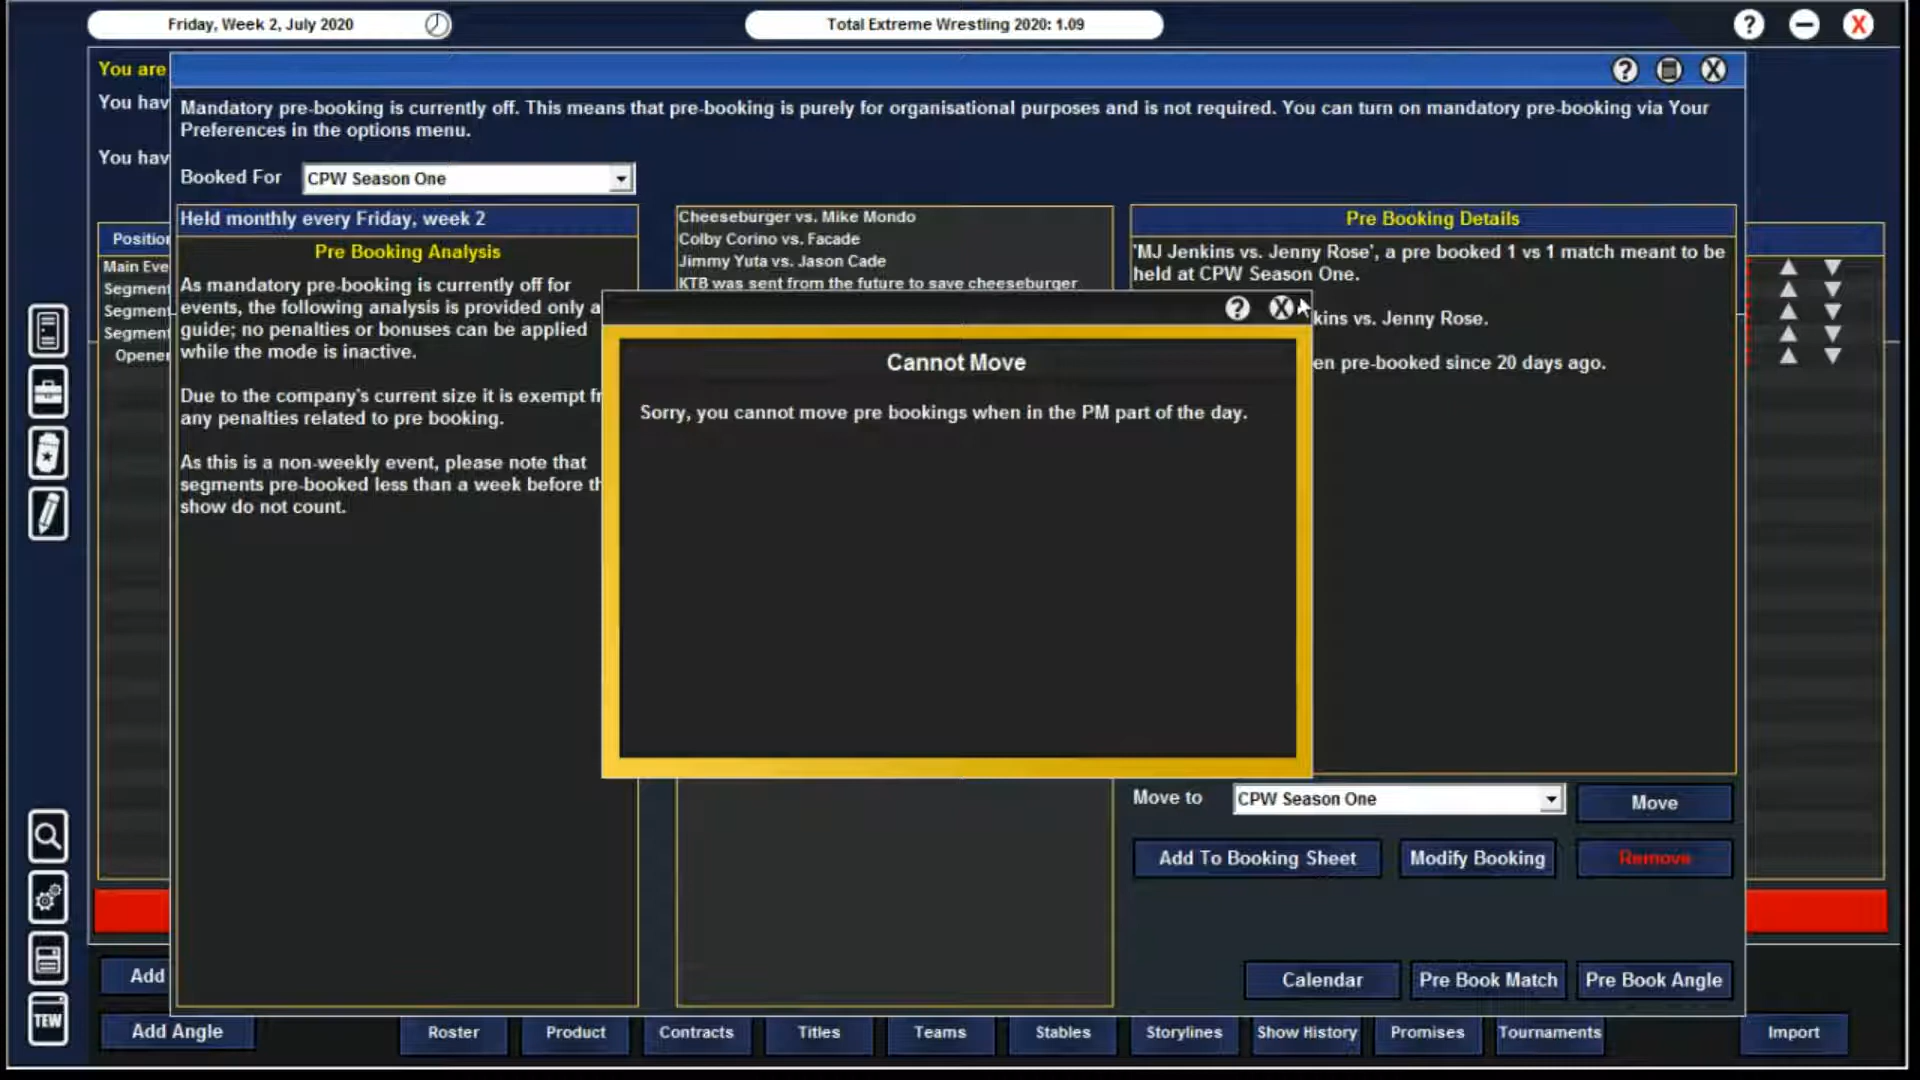 Friday, Week 2, July 2020
Total Extreme Wrestling 2020: 1.09
?
X
You are
You hav
You hav
? X
Mandatory pre-booking is currently off. This means that pre-booking is purely for organisational purposes and is not required. You can turn on mandatory pre-booking via Your
Preferences in the options menu.
Booked For
CPW Season One
Held monthly every Friday, week 2
Pre Booking Analysis
As mandatory pre-booking is currently off for
events, the following analysis is provided only a
guide; no penalties or bonuses can be applied
while the mode is inactive.
Due to the company's current size it is exempt fr
any penalties related to pre booking.
As this is a non-weekly event, please note that
segments pre-booked less than a week before th
show do not count.
Cheeseburger vs. Mike Mondo
Colby Corino vs. Facade
Jimmy Yuta vs. Jason Cade
KTB was sent from the future to save cheeseburger
Pre Booking Details
'MJ Jenkins vs. Jenny Rose', a pre booked 1 vs 1 match meant to be
held at CPW Season One.
kins vs. Jenny Rose.
en pre-booked since 20 days ago.
? X
Cannot Move
Sorry, you cannot move pre bookings when in the PM part of the day.
Position
Main Eve
Segment
Segment
Segment
Opener
Move to
CPW Season One
Move
Add To Booking Sheet
Modify Booking
Remove
Calendar
Pre Book Match
Pre Book Angle
TEW
Add
Add Angle
Roster
Product
Contracts
Titles
Teams
Stables
Storylines
Show History
Promises
Tournaments
Import